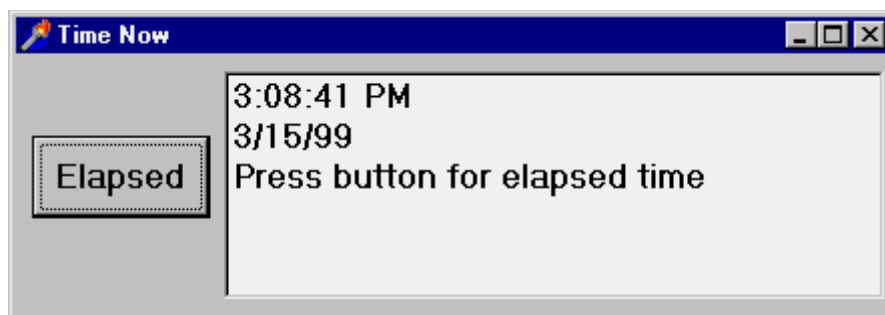 Time Now
3:08:41 PM
3/15/99
Elapsed
Press button for elapsed time